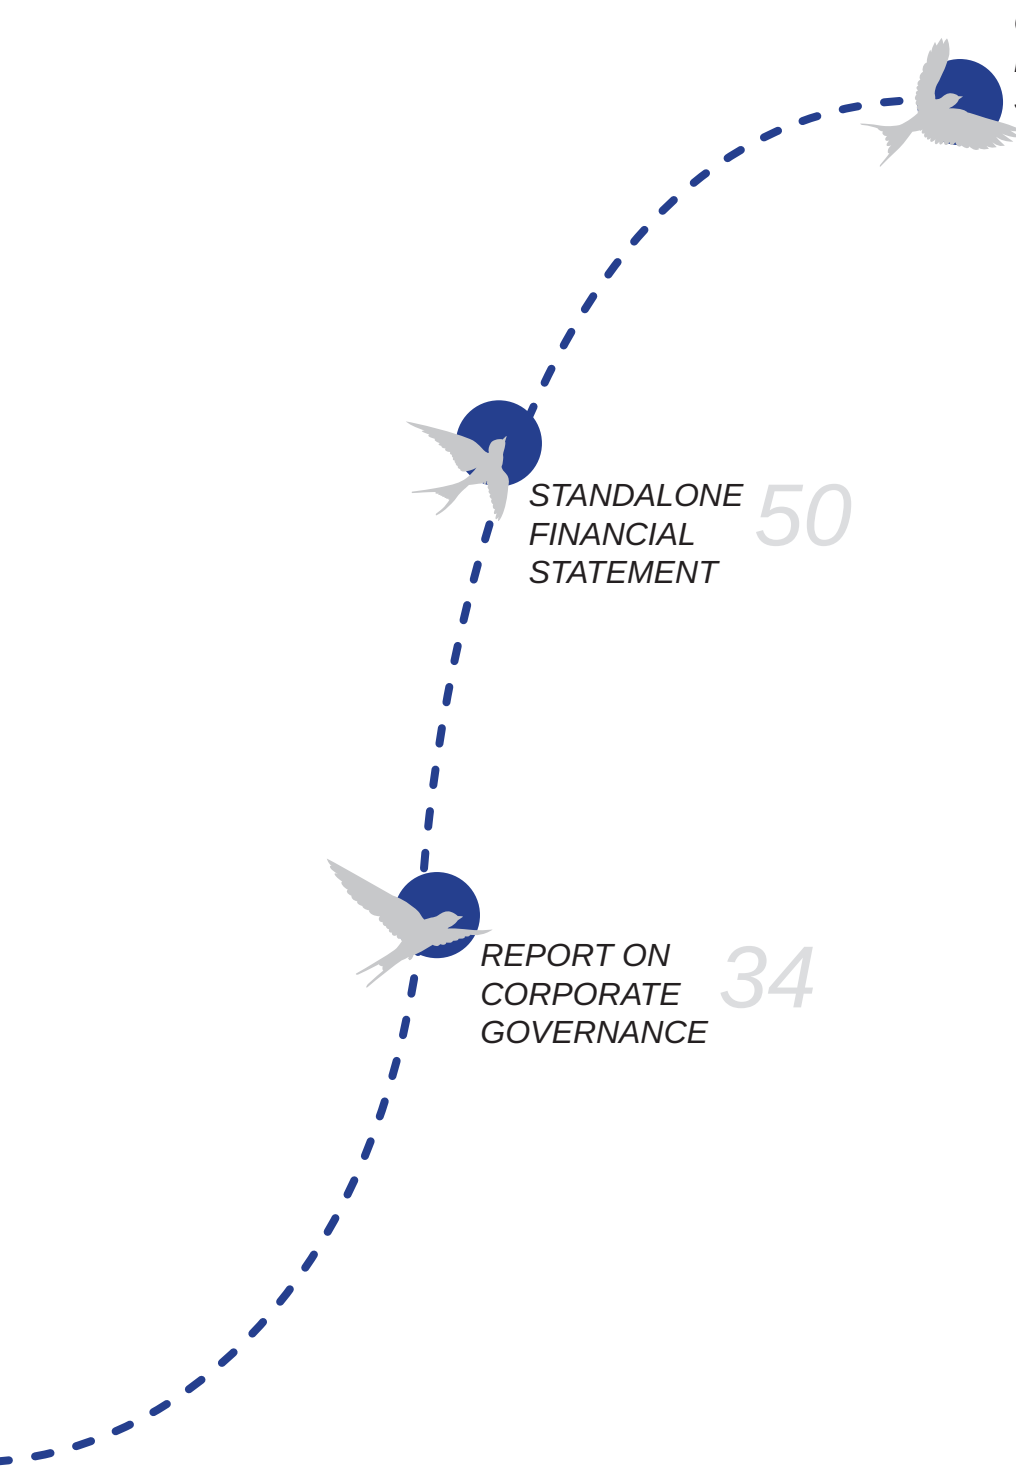 STANDALONE 50
FINANCIAL
STATEMENT
REPORT ON 34
CORPORATE
GOVERNANCE